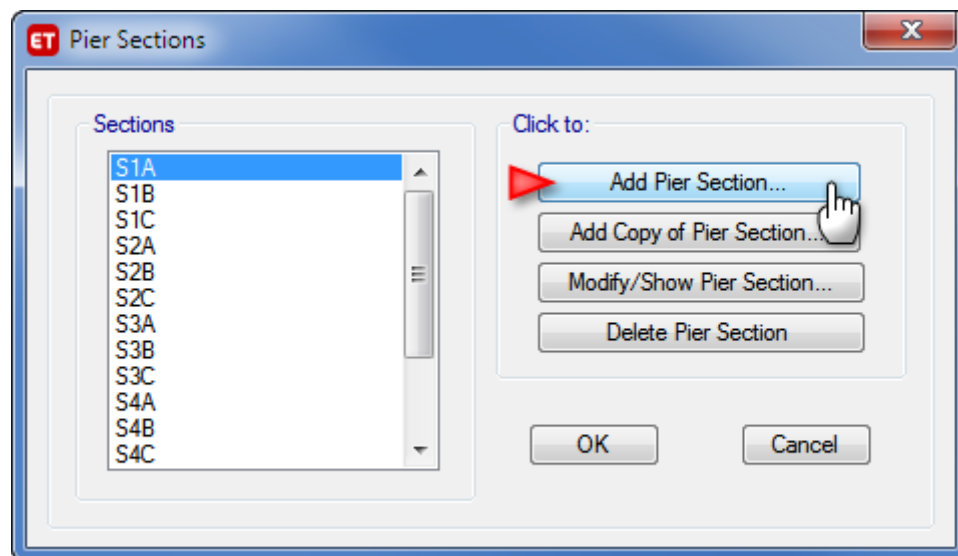 ET Pier Sections
Sections
S1A
S1B
S1C
S2A
S2B
S2C
S3A
S3B
S3C
S4A
S4B
S4C
Click to:
Add Pier Section...
Add Copy of Pier Section...
Modify/Show Pier Section...
Delete Pier Section
OK
Cancel